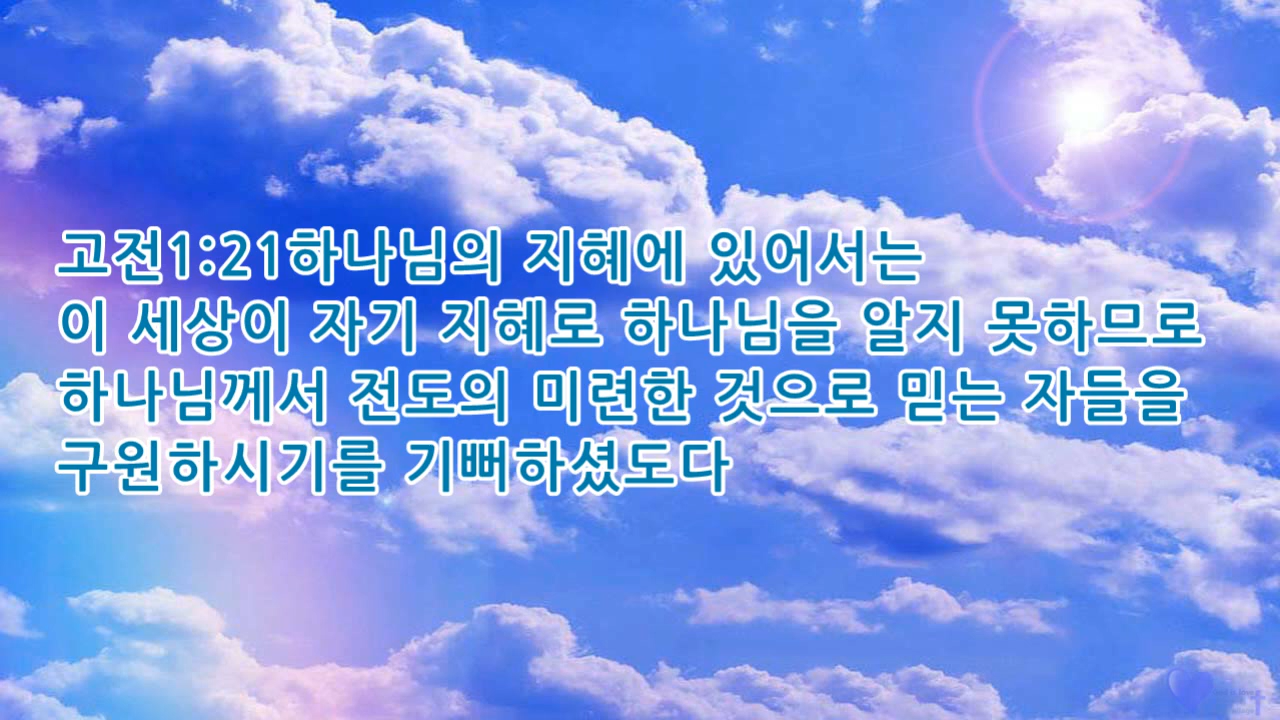 고전1:21하나님의 지혜에 있어서는
이 세상이 자기 지혜로 하나님을 알지 못하므로
하나님께서 전도의 미련한 것으로 믿는 자들을
구원하시기를 기뻐하셨도다